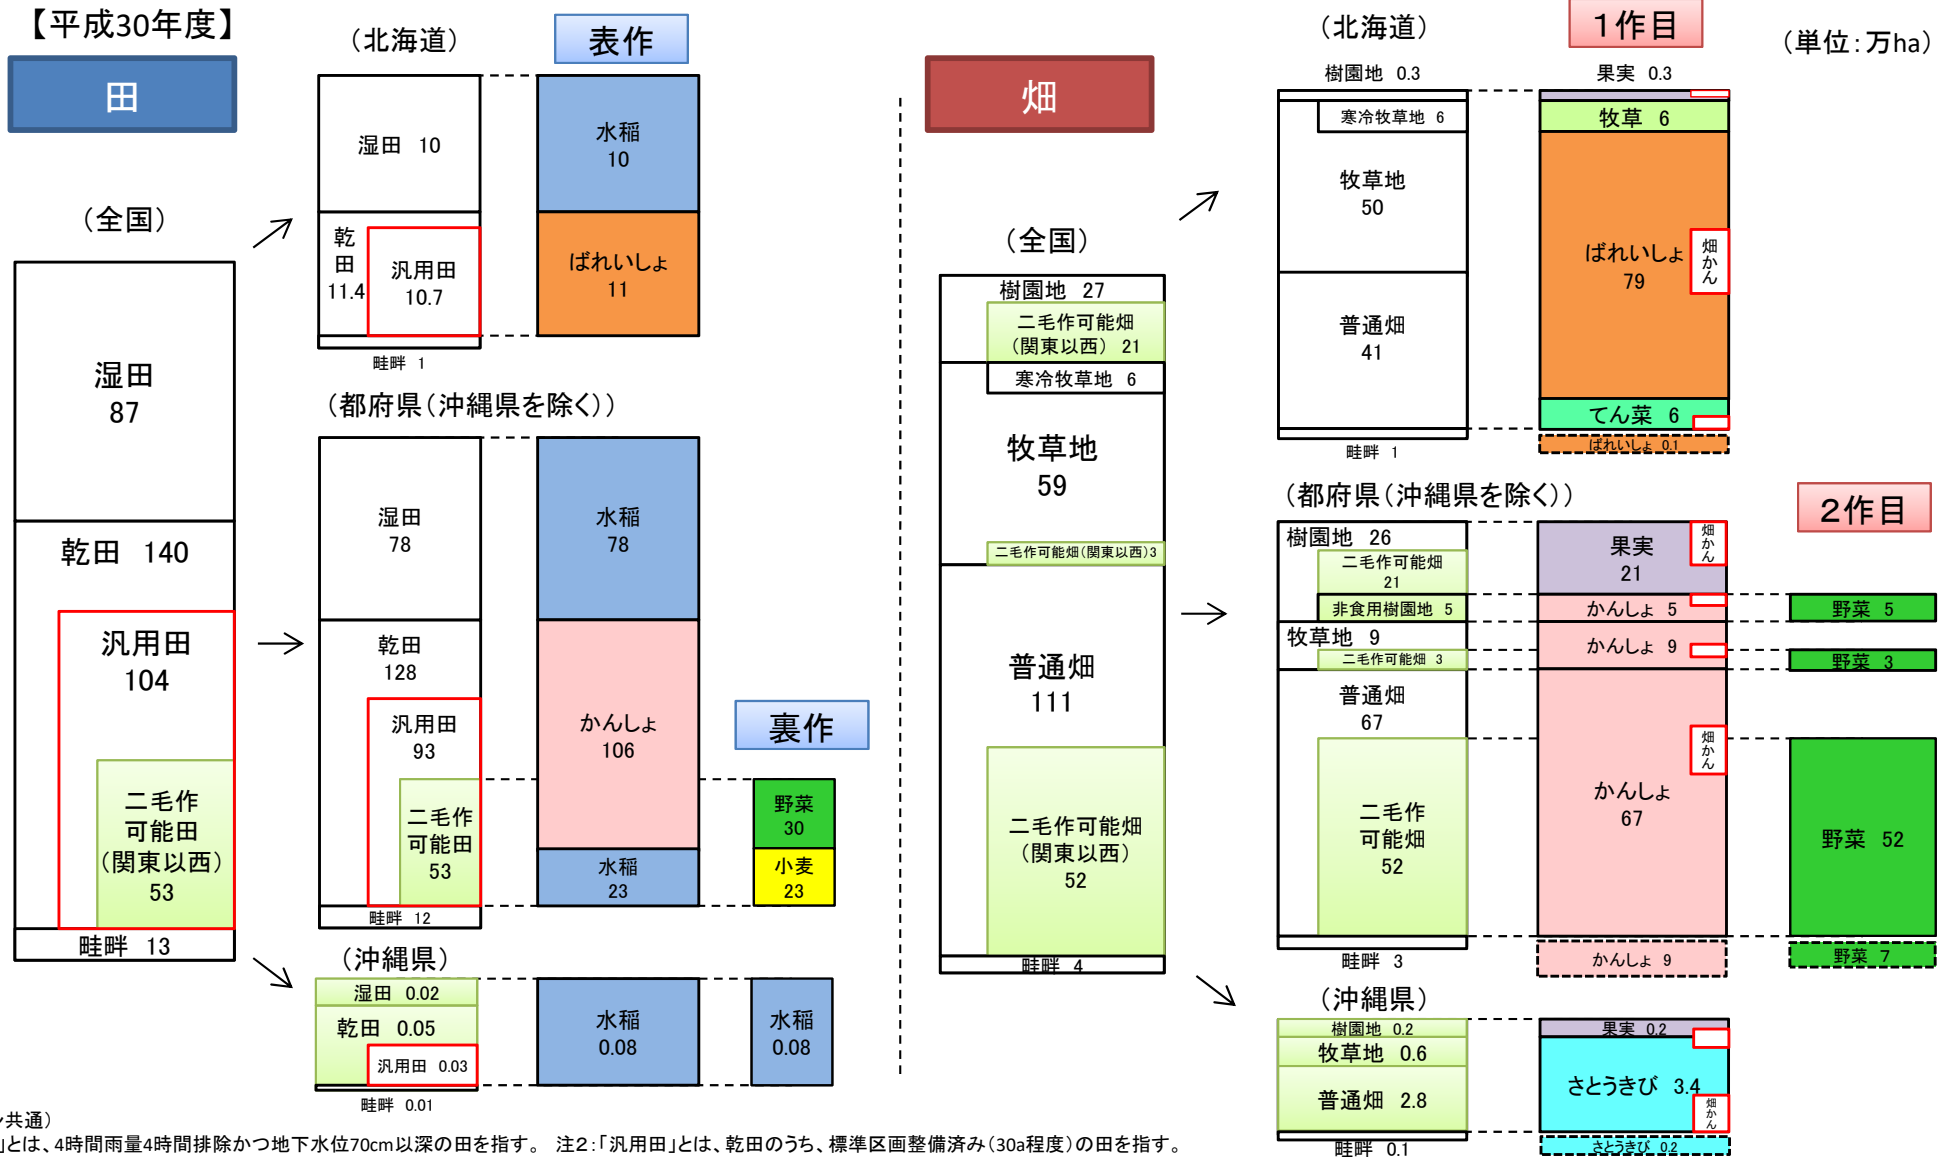 【平成30年度】
田
（全国）
湿田
87
乾田 140
汎用田
104
二毛作
可能田
（関東以西）
53
畦畔 13
（北海道）
表作
湿田 10
乾
田
11.4
汎用田
10.7
畦畔 1
水稲
10
ばれいしょ
11
（都府県（沖縄県を除く））
湿田
78
乾田
128
汎用田
93
二毛作
可能田
53
畦畔 12
水稲
78
かんしょ
106
水稲
23
裏作
野菜
30
小麦
23
（沖縄県）
湿田 0.02
乾田 0.05
汎用田 0.03
畦畔 0.01
水稲
0.08
水稲
0.08
畑
（全国）
樹園地 27
二毛作可能畑
（関東以西） 21
寒冷牧草地 6
牧草地
59
二毛作可能畑（関東以西）3
普通畑
111
二毛作可能畑
（関東以西）
52
畦畔 4
（北海道）
1作目
（単位：万ha）
樹園地 0.3
寒冷牧草地 6
牧草地
50
普通畑
41
畦畔 1
果実 0.3
牧草 6
ばれいしょ
79
畑かん
てん菜 6
ばれいしょ 0.1
（都府県（沖縄県を除く））
2作目
樹園地 26
二毛作可能畑
21
非食用樹園地 5
牧草地 9
二毛作可能畑 3
普通畑
67
二毛作
可能畑
52
畦畔 3
果実
21
畑かん
かんしょ 5
かんしょ 9
かんしょ
67
畑かん
かんしょ 9
野菜 5
野菜 3
野菜 52
野菜 7
（沖縄県）
樹園地 0.2
牧草地 0.6
普通畑 2.8
畦畔 0.1
果実 0.2
さとうきび 3.4
畑かん
さとうきび 0.2
共通）
」とは、4時間雨量4時間排除かつ地下水位70cm以深の田を指す。 注2：「汎用田」とは、乾田のうち、標準区画整備済み（30a程度）の田を指す。